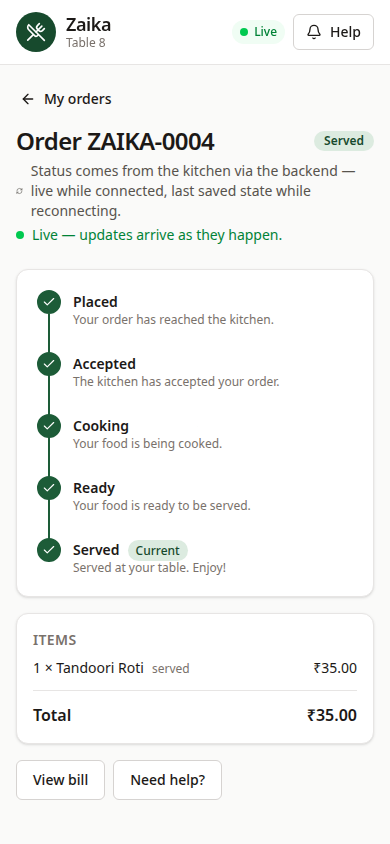 Zaika
Table 8
Live
Help
My orders
Order ZAIKA-0004
Served
Status comes from the kitchen via the backend —
live while connected, last saved state while
reconnecting.
Live — updates arrive as they happen.
Placed
Your order has reached the kitchen.
Accepted
The kitchen has accepted your order.
Cooking
Your food is being cooked.
Ready
Your food is ready to be served.
Served Current
Served at your table. Enjoy!
ITEMS
1 × Tandoori Roti served ₹35.00
Total ₹35.00
View bill
Need help?